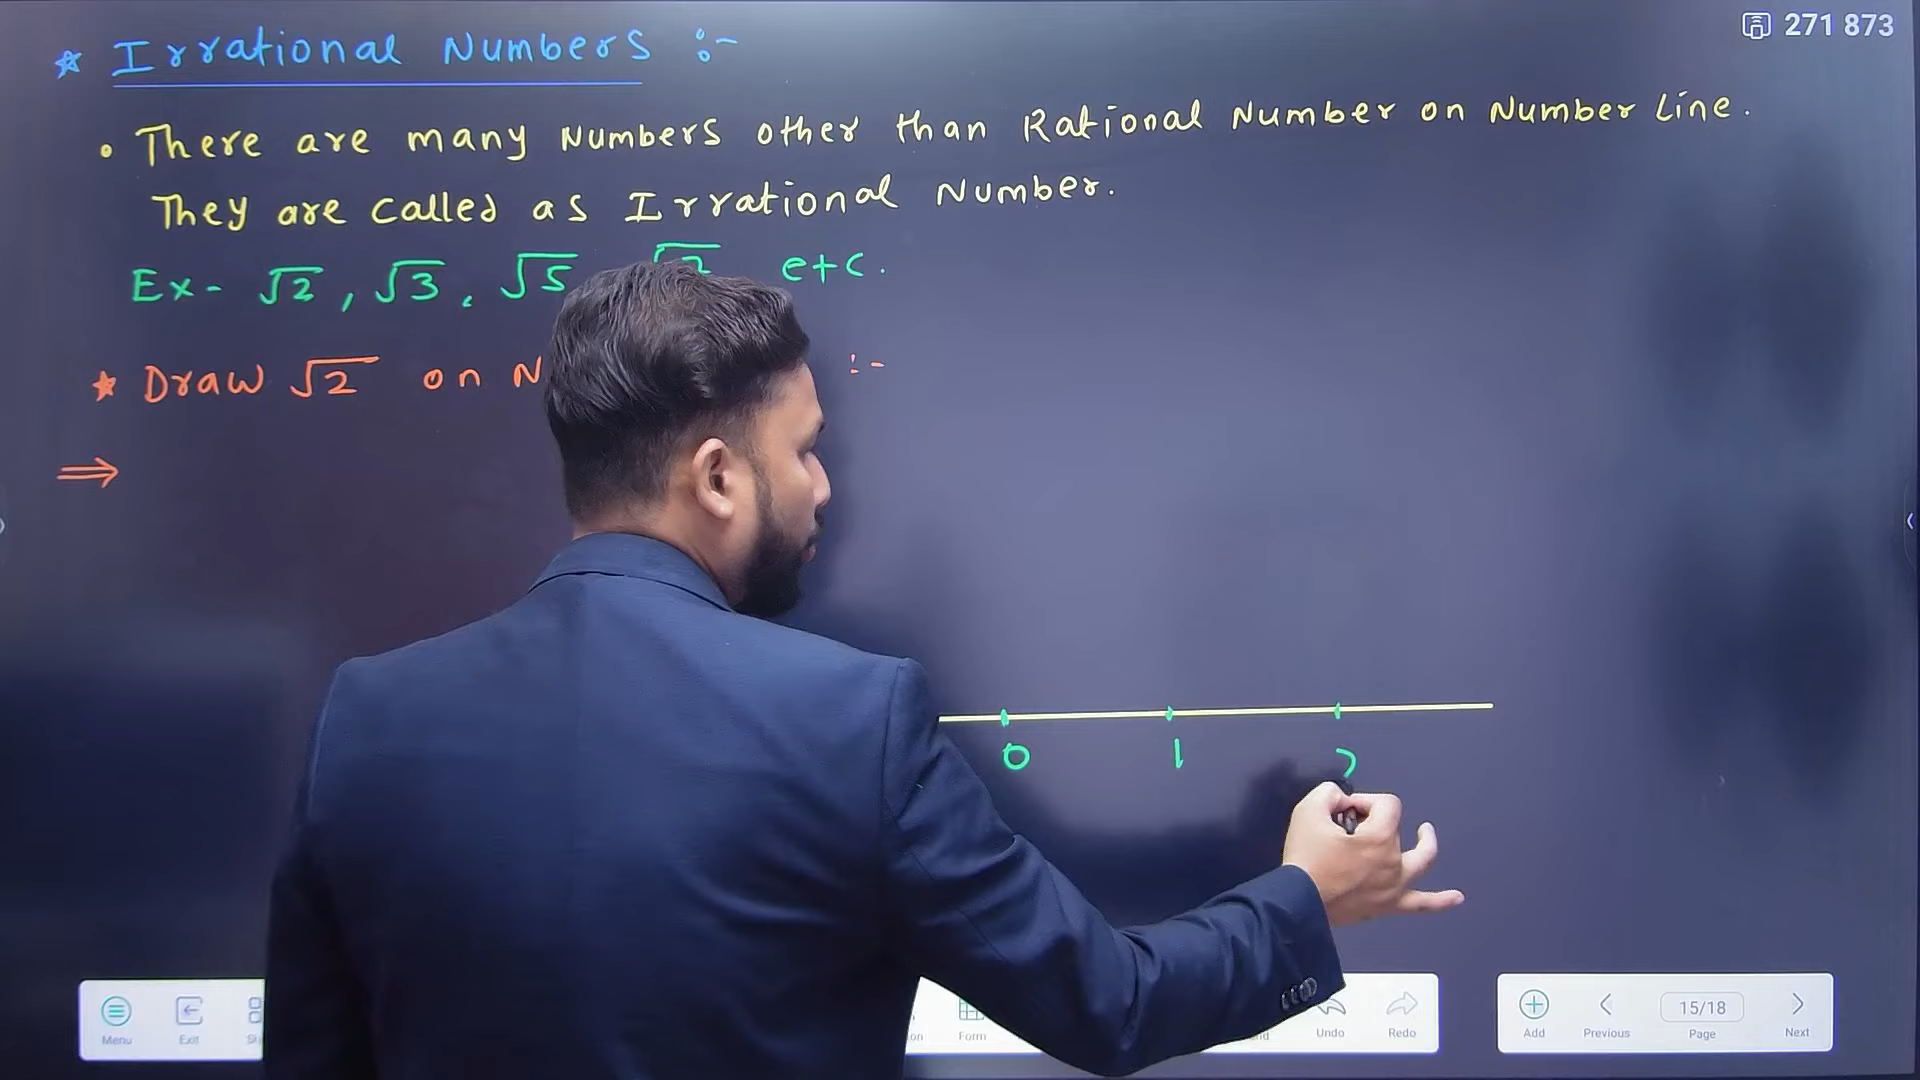 271 873
★ Irrational Numbers :-
• There are many Numbers other than Rational Number on Number Line.
They are called as Irrational Number.
Ex- √2, √3, √5 etc.
★ Draw √2 on :-
⇒
0 1
Menu Exit Form Undo Redo Add Previous 15/18 Page Next